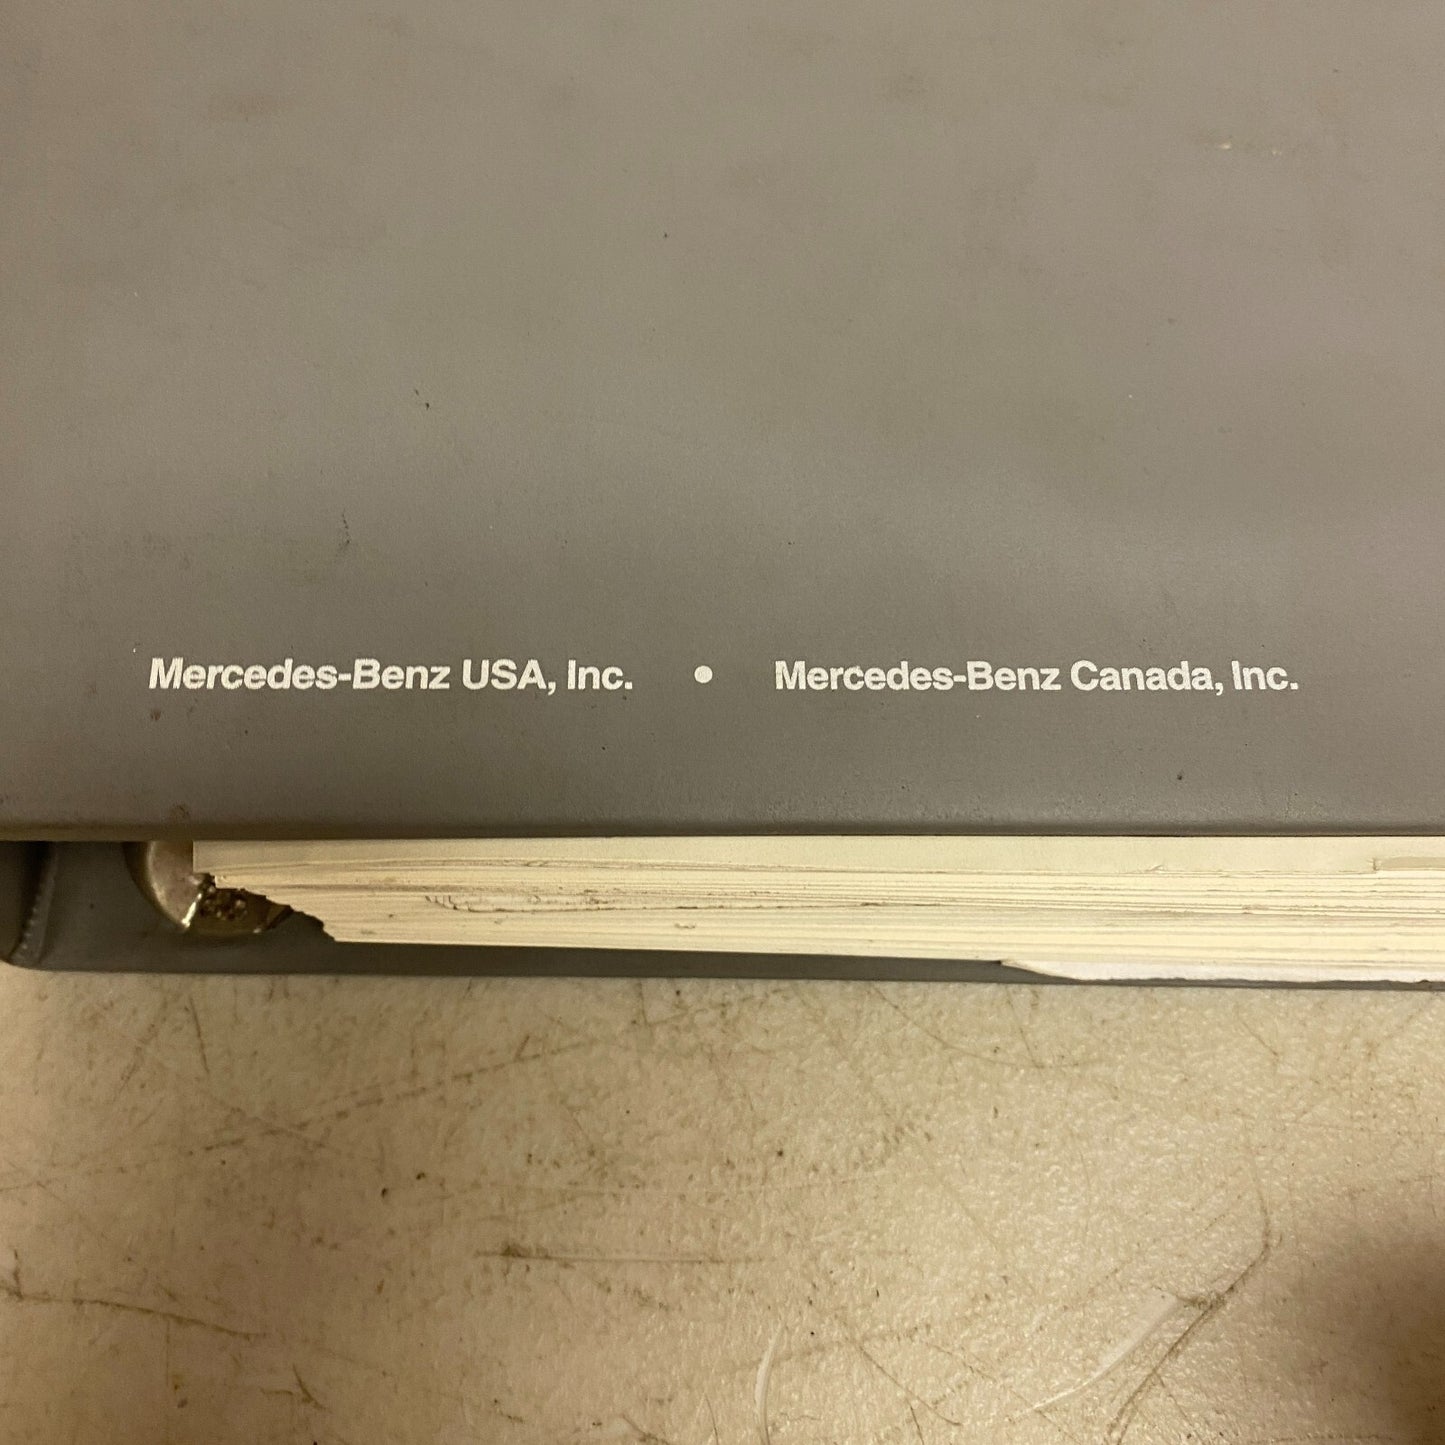 Mercedes-Benz USA, Inc. • Mercedes-Benz Canada, Inc.